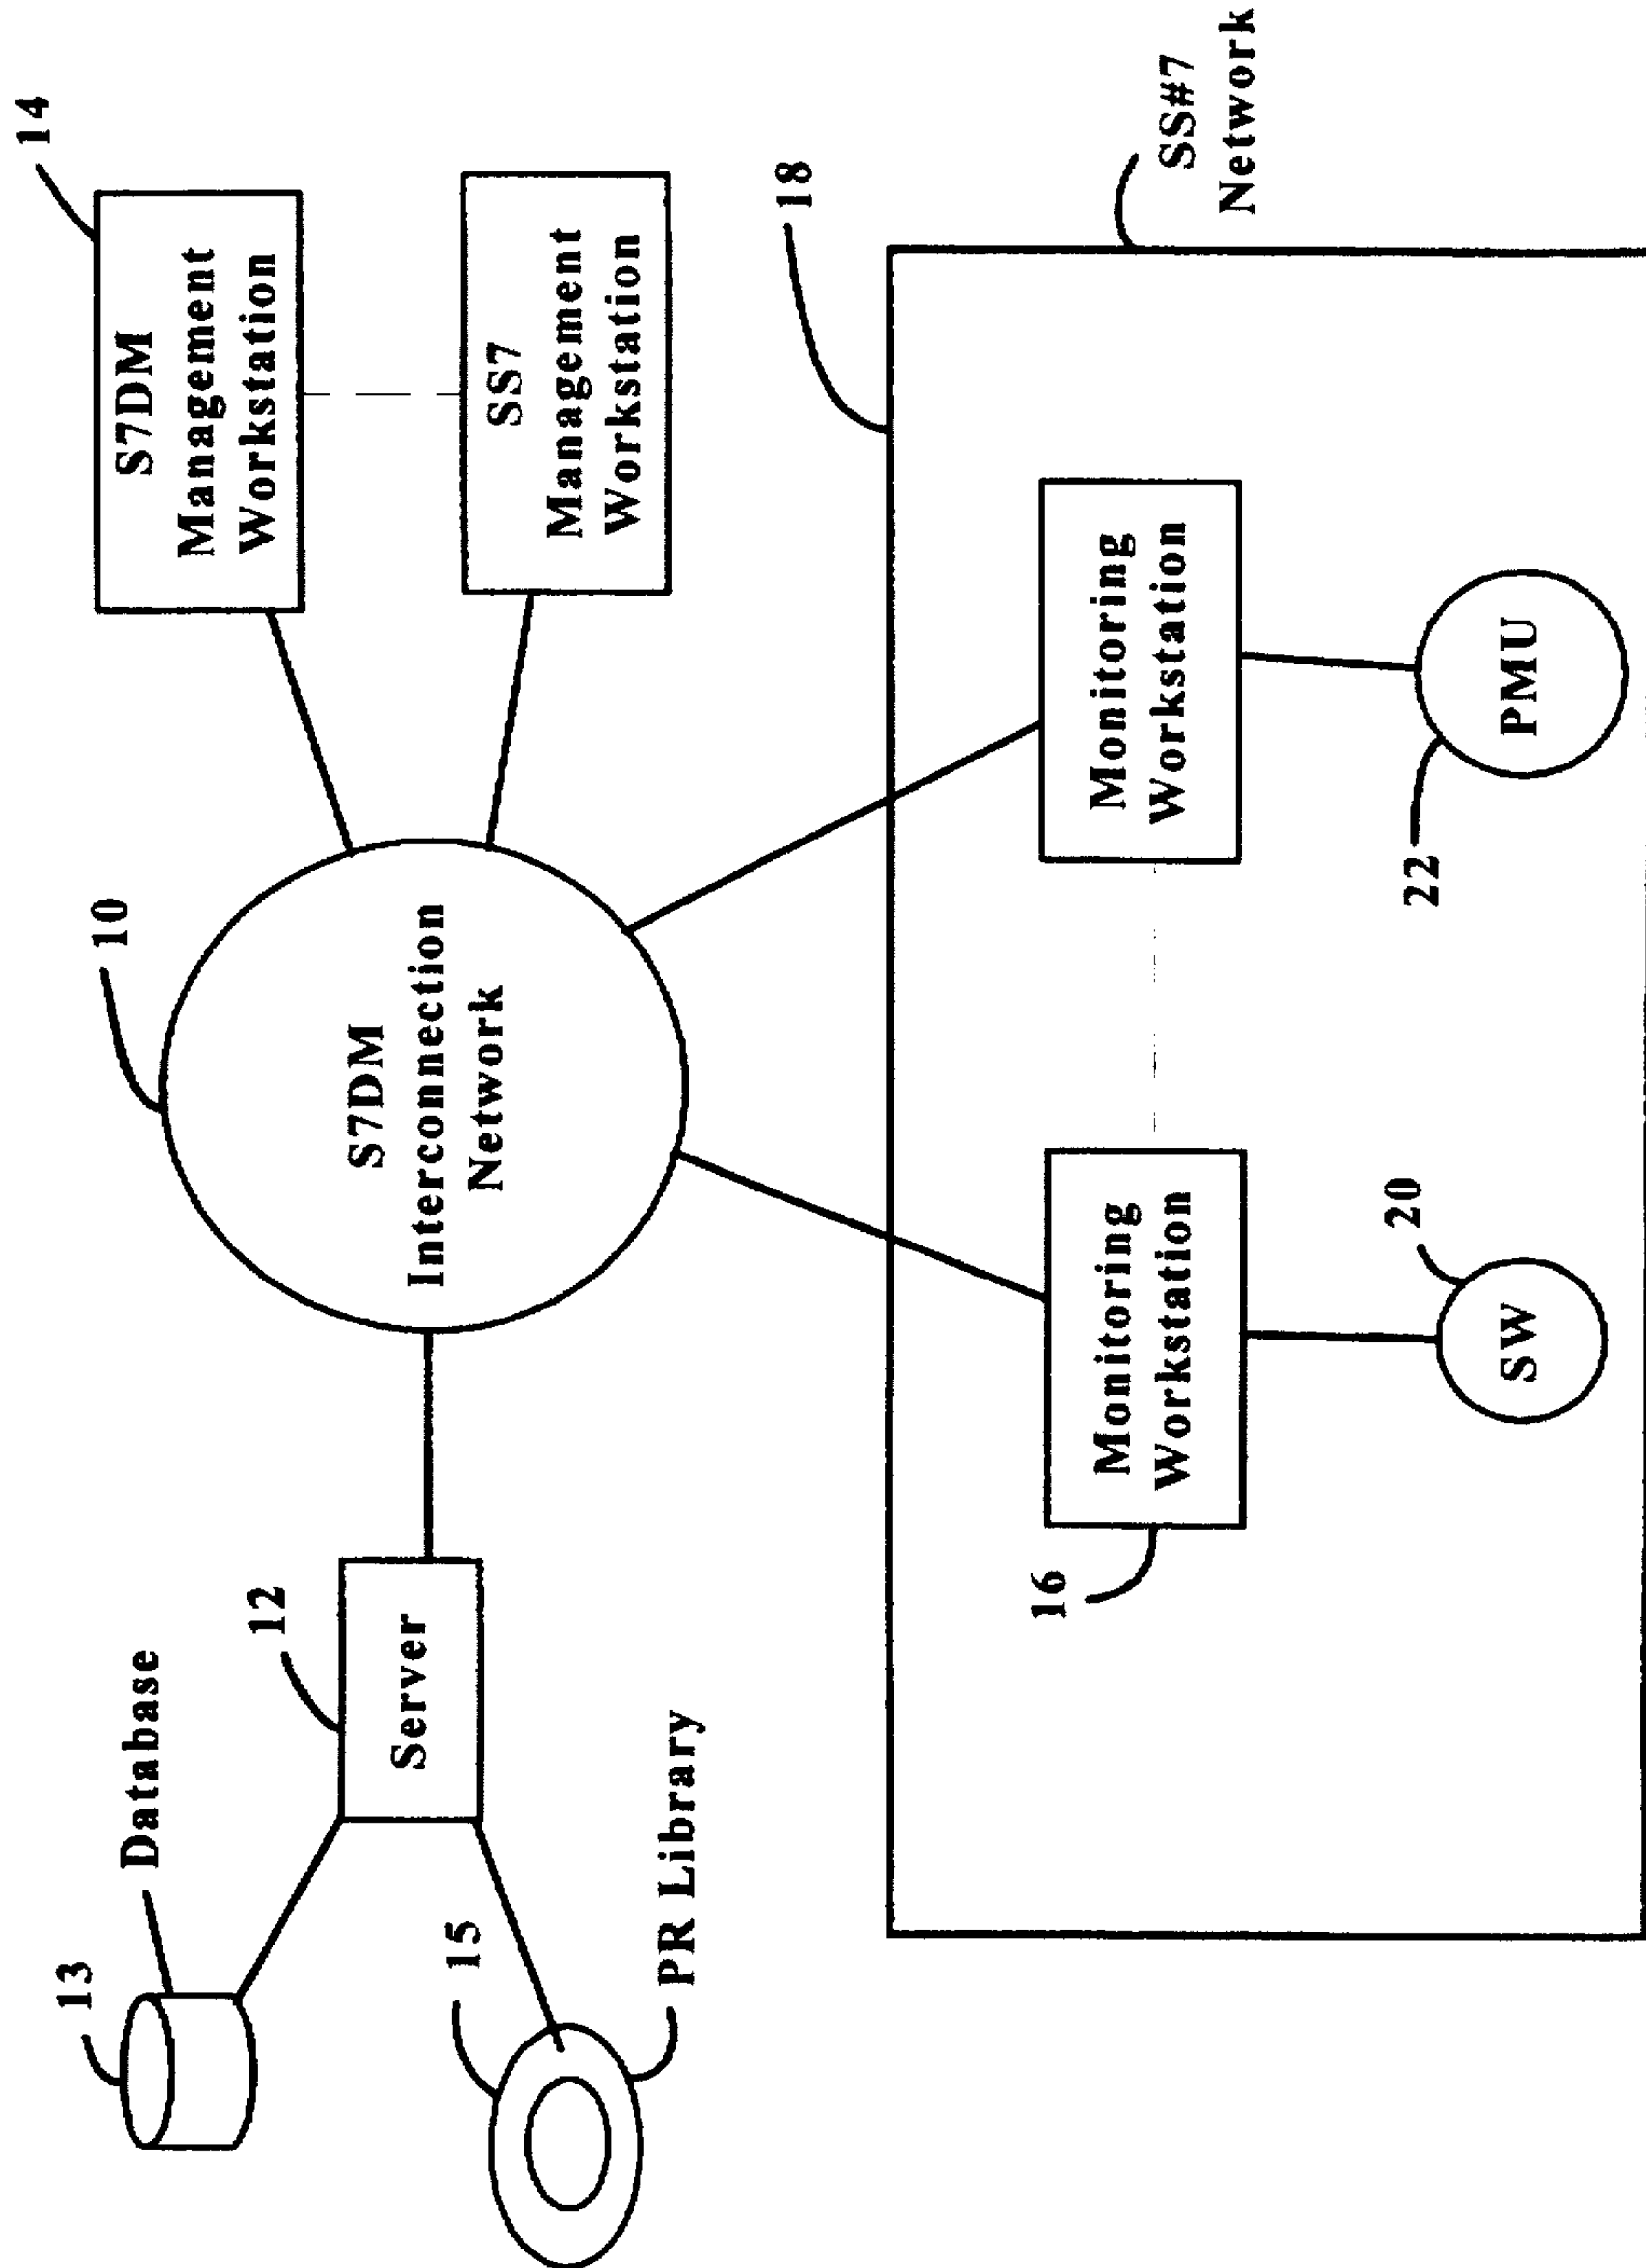 13
Database
15
PR Library
12
Server
10
S7DM
Interconnection
Network
14
S7DM
Management
Workstation
SS7
Management
Workstation
18
SS#7
Network
16
Monitoring
Workstation
Monitoring
Workstation
20
SW
22
PMU